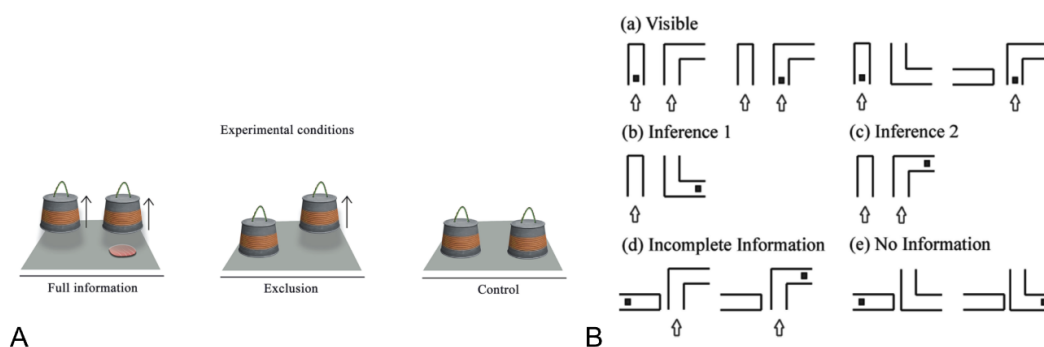 Experimental conditions
Full information
Exclusion
Control
A
(a) Visible
(b) Inference 1
(c) Inference 2
(d) Incomplete Information
(e) No Information
B